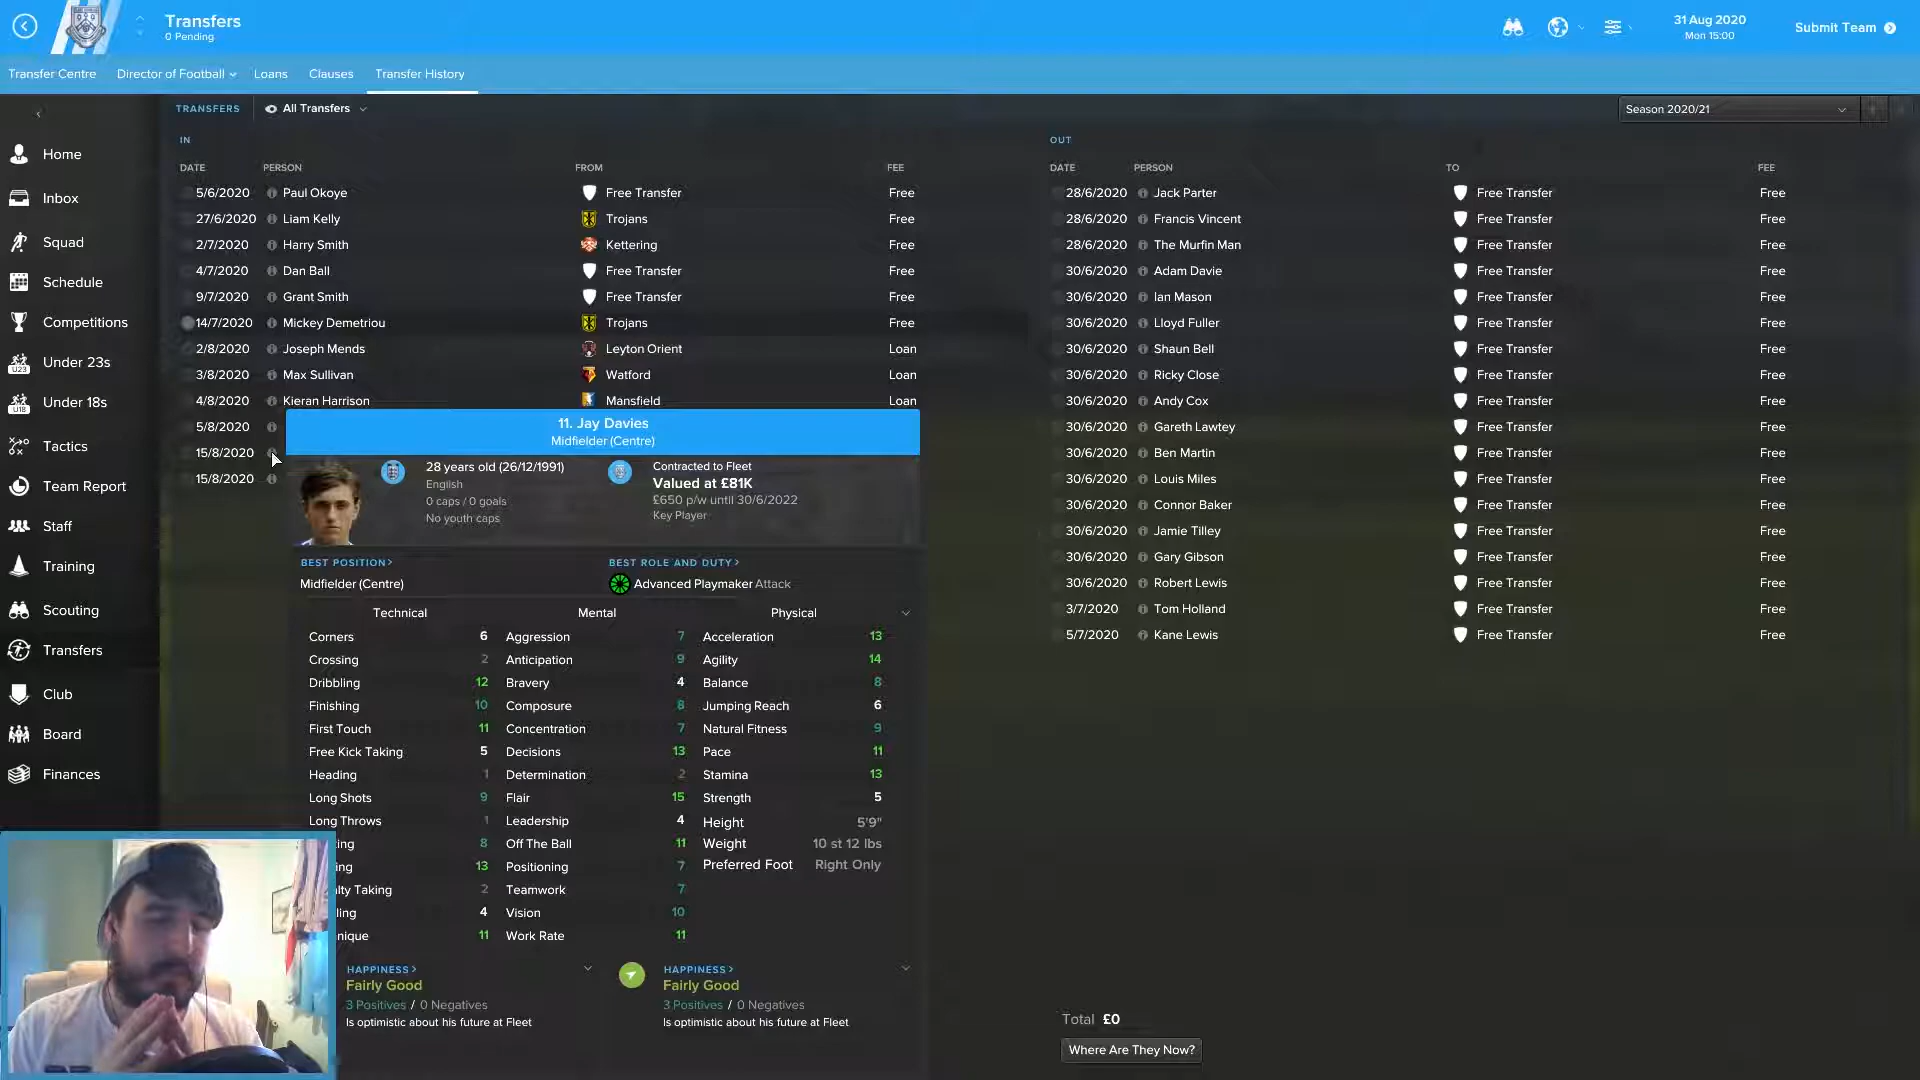 Transfers
0 Pending
31 Aug 2020
Mon 15:00
Submit Team
Transfer Centre Director of Football Loans Clauses Transfer History
TRANSFERS All Transfers Season 2020/21
Home
Inbox
Squad
Schedule
Competitions
Under 23s
U23
Under 18s
U18
Tactics
Team Report
Staff
Training
Scouting
Transfers
Club
Board
Finances
IN
DATE PERSON FROM FEE
5/6/2020 Paul Okoye Free Transfer Free
27/6/2020 Liam Kelly Trojans Free
2/7/2020 Harry Smith Kettering Free
4/7/2020 Dan Ball Free Transfer Free
9/7/2020 Grant Smith Free Transfer Free
14/7/2020 Mickey Demetriou Trojans Free
2/8/2020 Joseph Mends Leyton Orient Loan
3/8/2020 Max Sullivan Watford Loan
4/8/2020 Kieran Harrison Mansfield Loan
5/8/2020
15/8/2020
15/8/2020
11. Jay Davies
Midfielder (Centre)
28 years old (26/12/1991)
English
0 caps / 0 goals
No youth caps
Contracted to Fleet
Valued at £81K
£650 p/w until 30/6/2022
Key Player
BEST POSITION> BEST ROLE AND DUTY>
Midfielder (Centre) Advanced Playmaker Attack
Technical Mental Physical
Corners 6 Aggression 7 Acceleration 13
Crossing 2 Anticipation 9 Agility 14
Dribbling 12 Bravery 4 Balance 8
Finishing 10 Composure 8 Jumping Reach 6
First Touch 11 Concentration 7 Natural Fitness 9
Free Kick Taking 5 Decisions 13 Pace 11
Heading 1 Determination 2 Stamina 13
Long Shots 9 Flair 15 Strength 5
Long Throws 1 Leadership 4 Height 5'9"
king 8 Off The Ball 11 Weight 10 st 12 lbs
ing 13 Positioning 7 Preferred Foot Right Only
lty Taking 2 Teamwork 7
ling 4 Vision 10
nique 11 Work Rate 11
HAPPINESS> HAPPINESS>
Fairly Good Fairly Good
3 Positives / 0 Negatives 3 Positives / 0 Negatives
Is optimistic about his future at Fleet Is optimistic about his future at Fleet
OUT
DATE PERSON TO FEE
28/6/2020 Jack Parter Free Transfer Free
28/6/2020 Francis Vincent Free Transfer Free
28/6/2020 The Murfin Man Free Transfer Free
30/6/2020 Adam Davie Free Transfer Free
30/6/2020 Ian Mason Free Transfer Free
30/6/2020 Lloyd Fuller Free Transfer Free
30/6/2020 Shaun Bell Free Transfer Free
30/6/2020 Ricky Close Free Transfer Free
30/6/2020 Andy Cox Free Transfer Free
30/6/2020 Gareth Lawtey Free Transfer Free
30/6/2020 Ben Martin Free Transfer Free
30/6/2020 Louis Miles Free Transfer Free
30/6/2020 Connor Baker Free Transfer Free
30/6/2020 Jamie Tilley Free Transfer Free
30/6/2020 Gary Gibson Free Transfer Free
30/6/2020 Robert Lewis Free Transfer Free
3/7/2020 Tom Holland Free Transfer Free
5/7/2020 Kane Lewis Free Transfer Free
Total £0
Where Are They Now?